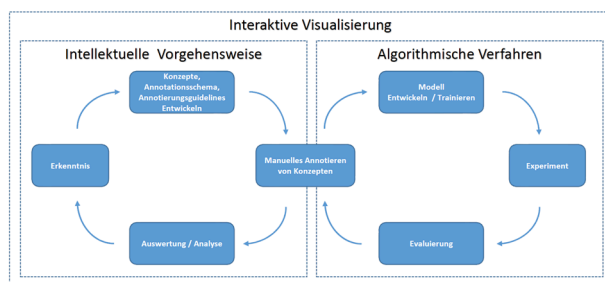 Interaktive Visualisierung
Intellektuelle Vorgehensweise
Algorithmische Verfahren
Konzepte,
Annotationsschema,
Annotierungsguidelines
Entwickeln
Modell
Entwickeln / Trainieren
Erkenntnis
Manuelles Annotieren
von Konzepten
Experiment
Auswertung / Analyse
Evaluierung